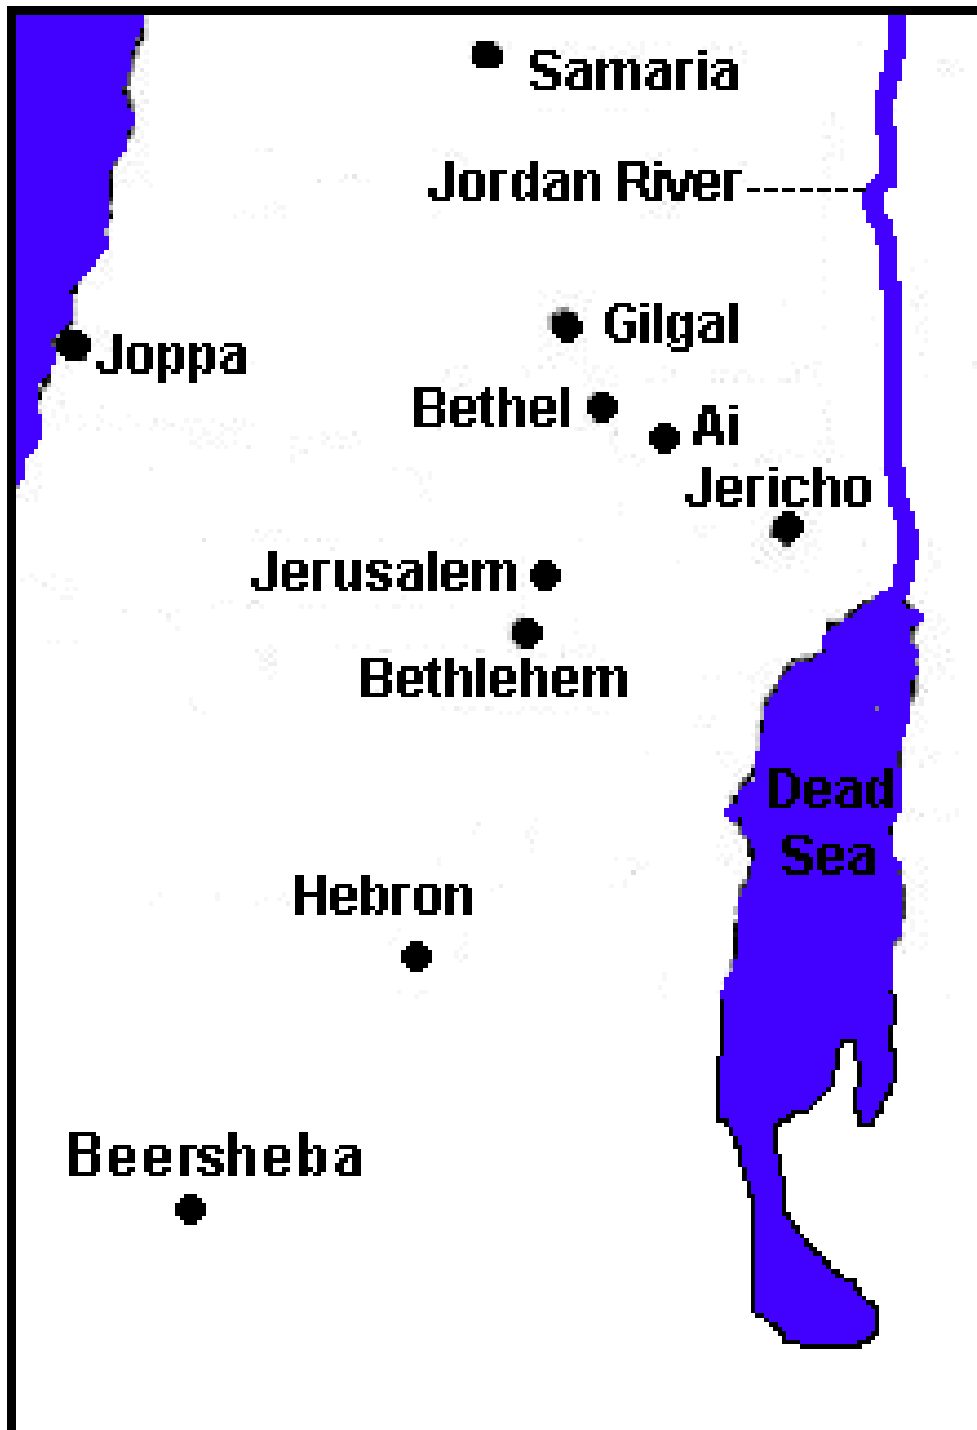 Samaria
Jordan River
Gilgal
Joppa
Bethel
Ai
Jericho
Jerusalem
Bethlehem
Dead
Sea
Hebron
Beersheba